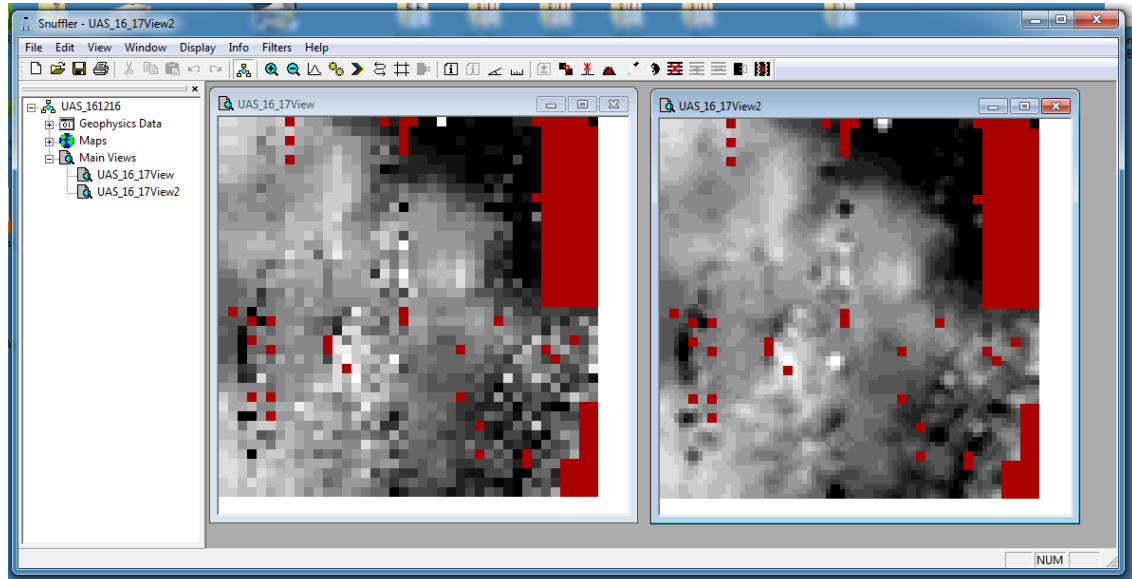 Snuffler - UAS_16_17View2
File Edit View Window Display Info Filters Help
UAS_161216
Geophysics Data
Maps
Main Views
UAS_16_17View
UAS_16_17View2
UAS_16_17View
UAS_16_17View2
NUM